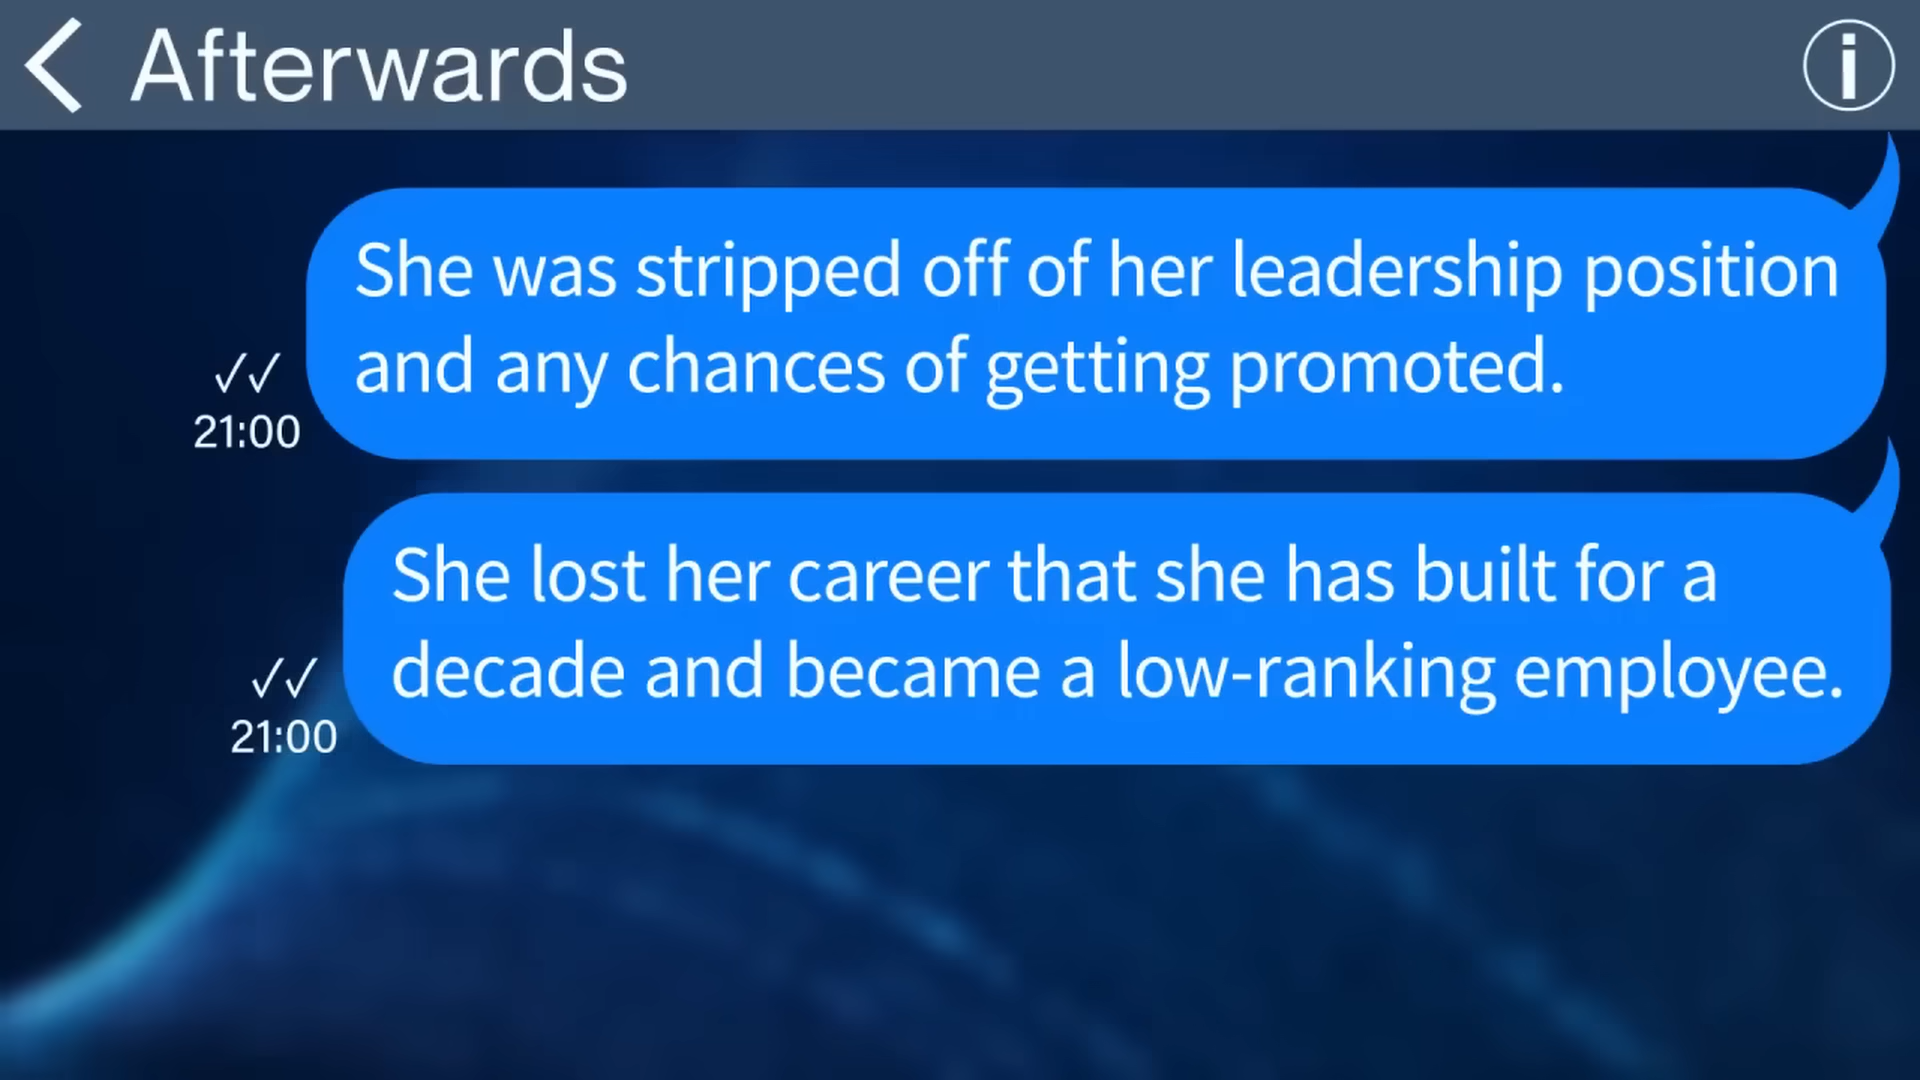 Afterwards
She was stripped off of her leadership position
and any chances of getting promoted.
✓✓
21:00
She lost her career that she has built for a
decade and became a low-ranking employee.
✓✓
21:00